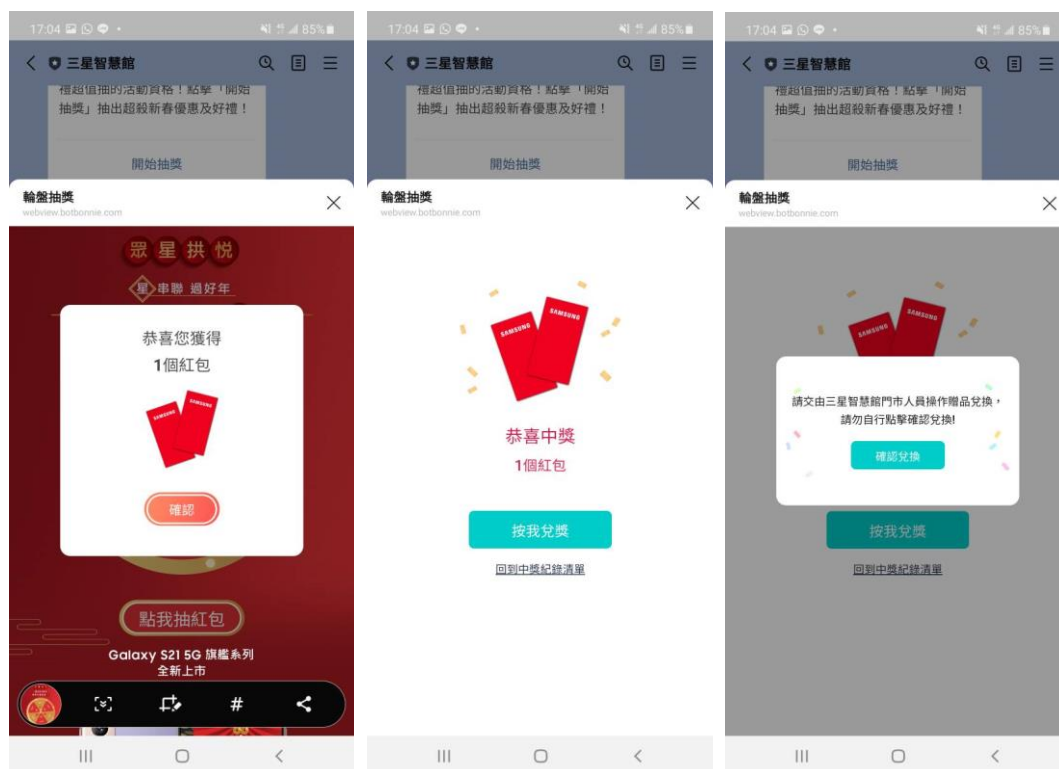 17:04
85%
三星智慧館
禮超值抽的活動資格！點擊「開始
抽獎」抽出超殺新春優惠及好禮！
開始抽獎
輪盤抽獎
webview.botbonnie.com
眾星拱悅
星串聯 過好年
恭喜您獲得
1個紅包
SAMSUNG
SAMSUNG
確認
點我抽紅包
Galaxy S21 5G 旗艦系列
全新上市
17:04
85%
三星智慧館
禮超值抽的活動資格！點擊「開始
抽獎」抽出超殺新春優惠及好禮！
開始抽獎
輪盤抽獎
webview.botbonnie.com
SAMSUNG
SAMSUNG
恭喜中獎
1個紅包
按我兌獎
回到中獎紀錄清單
17:04
85%
三星智慧館
禮超值抽的活動資格！點擊「開始
抽獎」抽出超殺新春優惠及好禮！
開始抽獎
輪盤抽獎
webview.botbonnie.com
SAMSUNG
SAMSUNG
請交由三星智慧館門市人員操作贈品兌換，
請勿自行點擊確認兌換!
確認兌換
按我兌獎
回到中獎紀錄清單